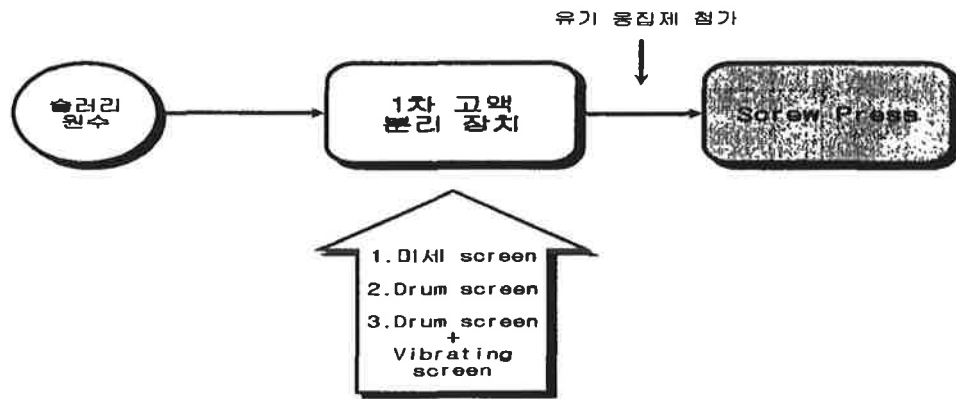 유기 응집제 첨가
슬러리
원수
1차 고액
분리 장치
Screw Press
1.미세 screen
2.Drum screen
3.Drum screen
+
Vibrating
screen